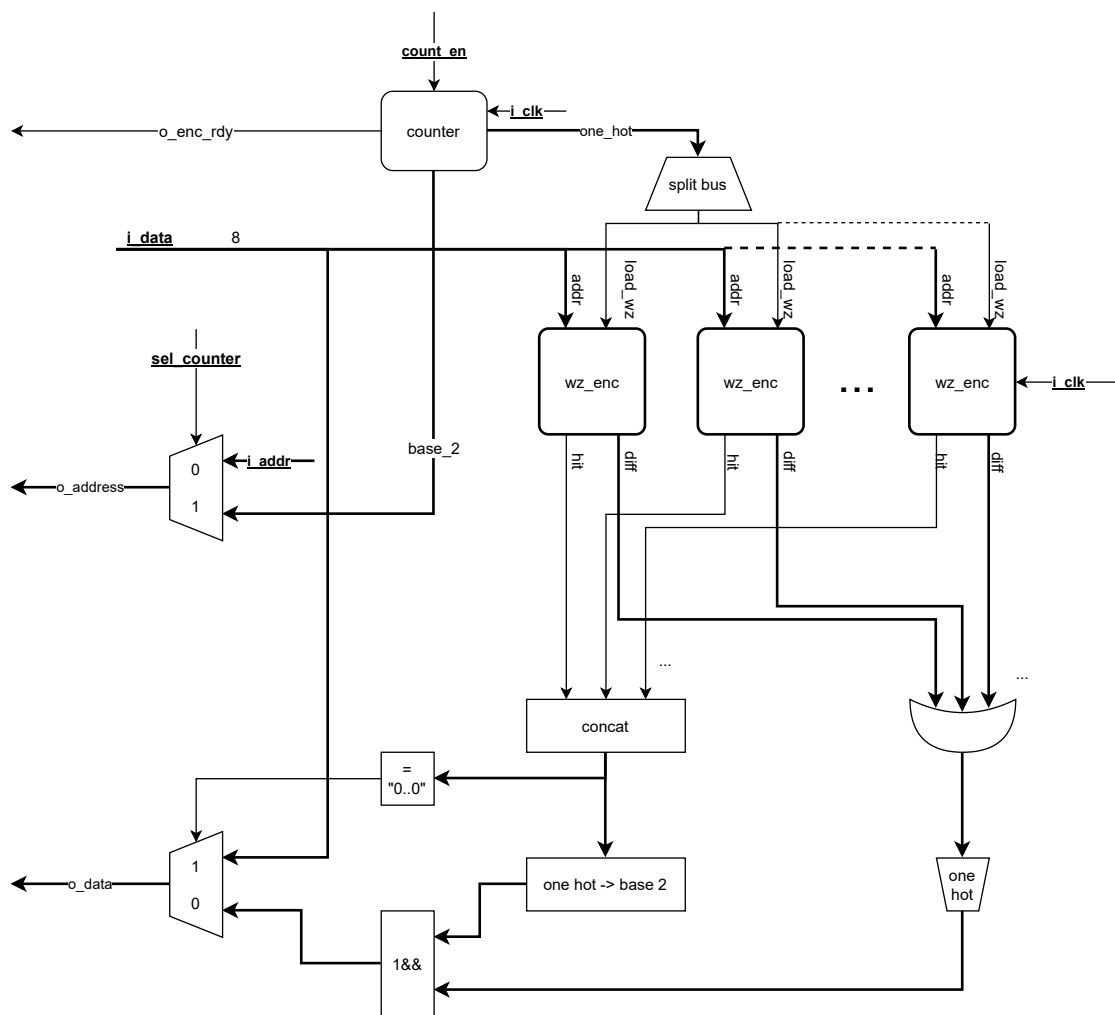 count_en
i_clk
o_enc_rdy
counter
one_hot
split bus
i_data
8
addr
load_wz
addr
load_wz
addr
load_wz
sel_counter
wz_enc
wz_enc
...
wz_enc
i_clk
base_2
i_addr
0
1
o_address
hit
diff
hit
diff
hit
diff
...
...
concat
=
"0..0"
1
0
o_data
one hot -> base 2
one
hot
1&&